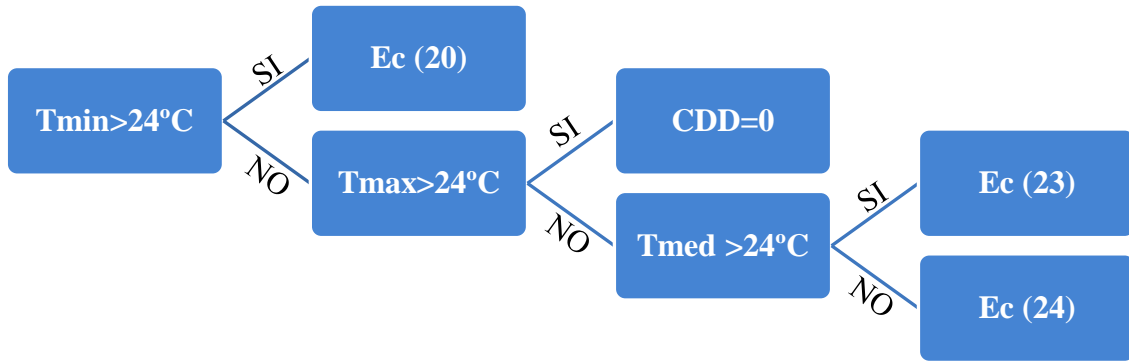 Tmin>24ºC
SI
NO
Ec (20)
Tmax>24ºC
SI
NO
CDD=0
Tmed >24ºC
SI
NO
Ec (23)
Ec (24)